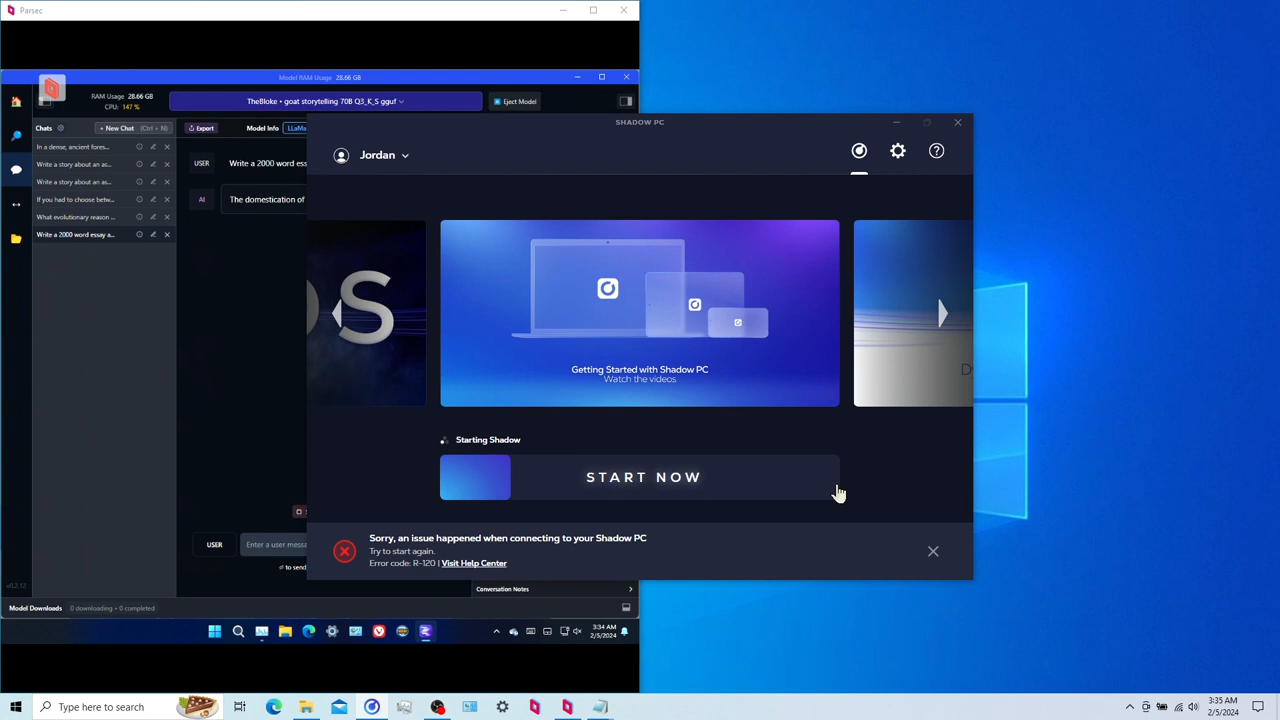 Parsec
Model RAM Usage 28.66 GB
RAM Usage 28.66 GB
CPU: 147 %
TheBloke • goat storytelling 70B Q3_K_S gguf
Eject Model
Chats
+ New Chat (Ctrl + N)
Export
Model Info
In a dense, ancient fores...
Write a story about an as...
Write a story about an as...
If you had to choose betw...
What evolutionary reason ...
Write a 2000 word essay a...
USER
Write a 2000 word ess
AI
The domestication of
USER
Enter a user messa
to send
v0.2.12
Conversation Notes
Model Downloads 0 downloading • 0 completed
3:34 AM
2/5/2024
SHADOW PC
Jordan
OS
Getting Started with Shadow PC
Watch the videos
D
Starting Shadow
START NOW
Sorry, an issue happened when connecting to your Shadow PC
Try to start again.
Error code: R-120 | Visit Help Center
Type here to search
3:35 AM
2/5/2024